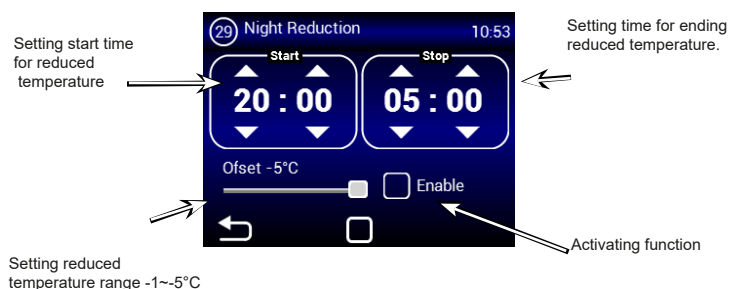 29 Night Reduction 10:53
Setting start time
for reduced
temperature
Setting time for ending
reduced temperature.
Start Stop
20 : 00 05 : 00
Ofset -5°C
Enable
Activating function
Setting reduced
temperature range -1~-5°C